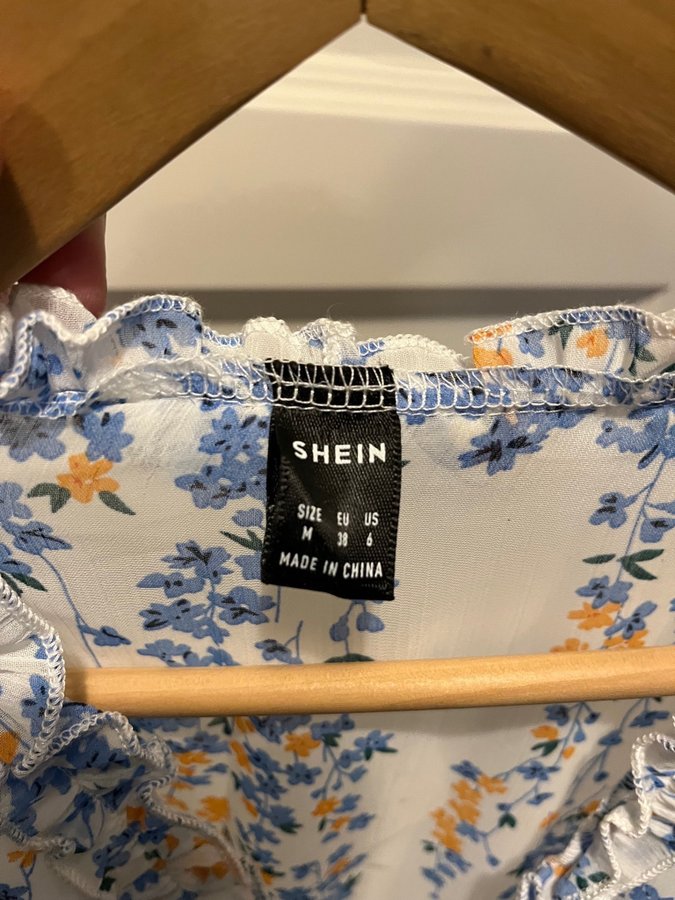 SHEIN
SIZE EU US
M 38 6
MADE IN CHINA